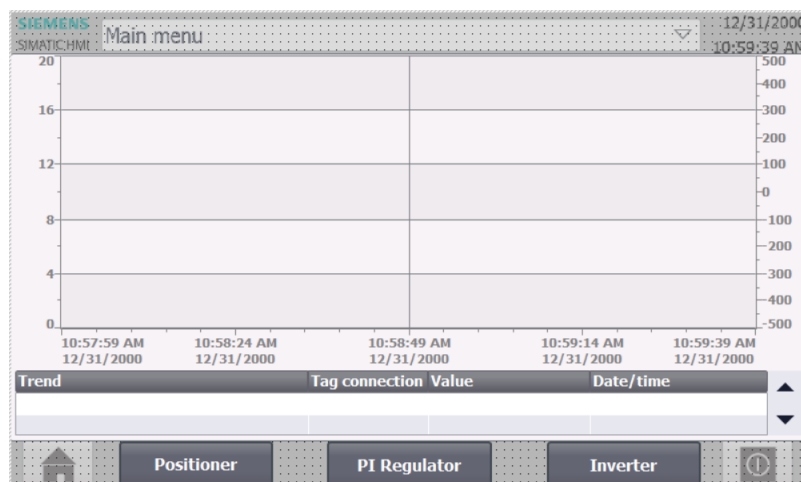 SIEMENS
SIMATIC HMI
Main menu
12/31/2000
10:59:39 AM
20
16
12
8
4
0
500
400
300
200
100
0
-100
-200
-300
-400
-500
10:57:59 AM 10:58:24 AM 10:58:49 AM 10:59:14 AM 10:59:39 AM
12/31/2000 12/31/2000 12/31/2000 12/31/2000 12/31/2000
Trend Tag connection Value Date/time
Positioner PI Regulator Inverter